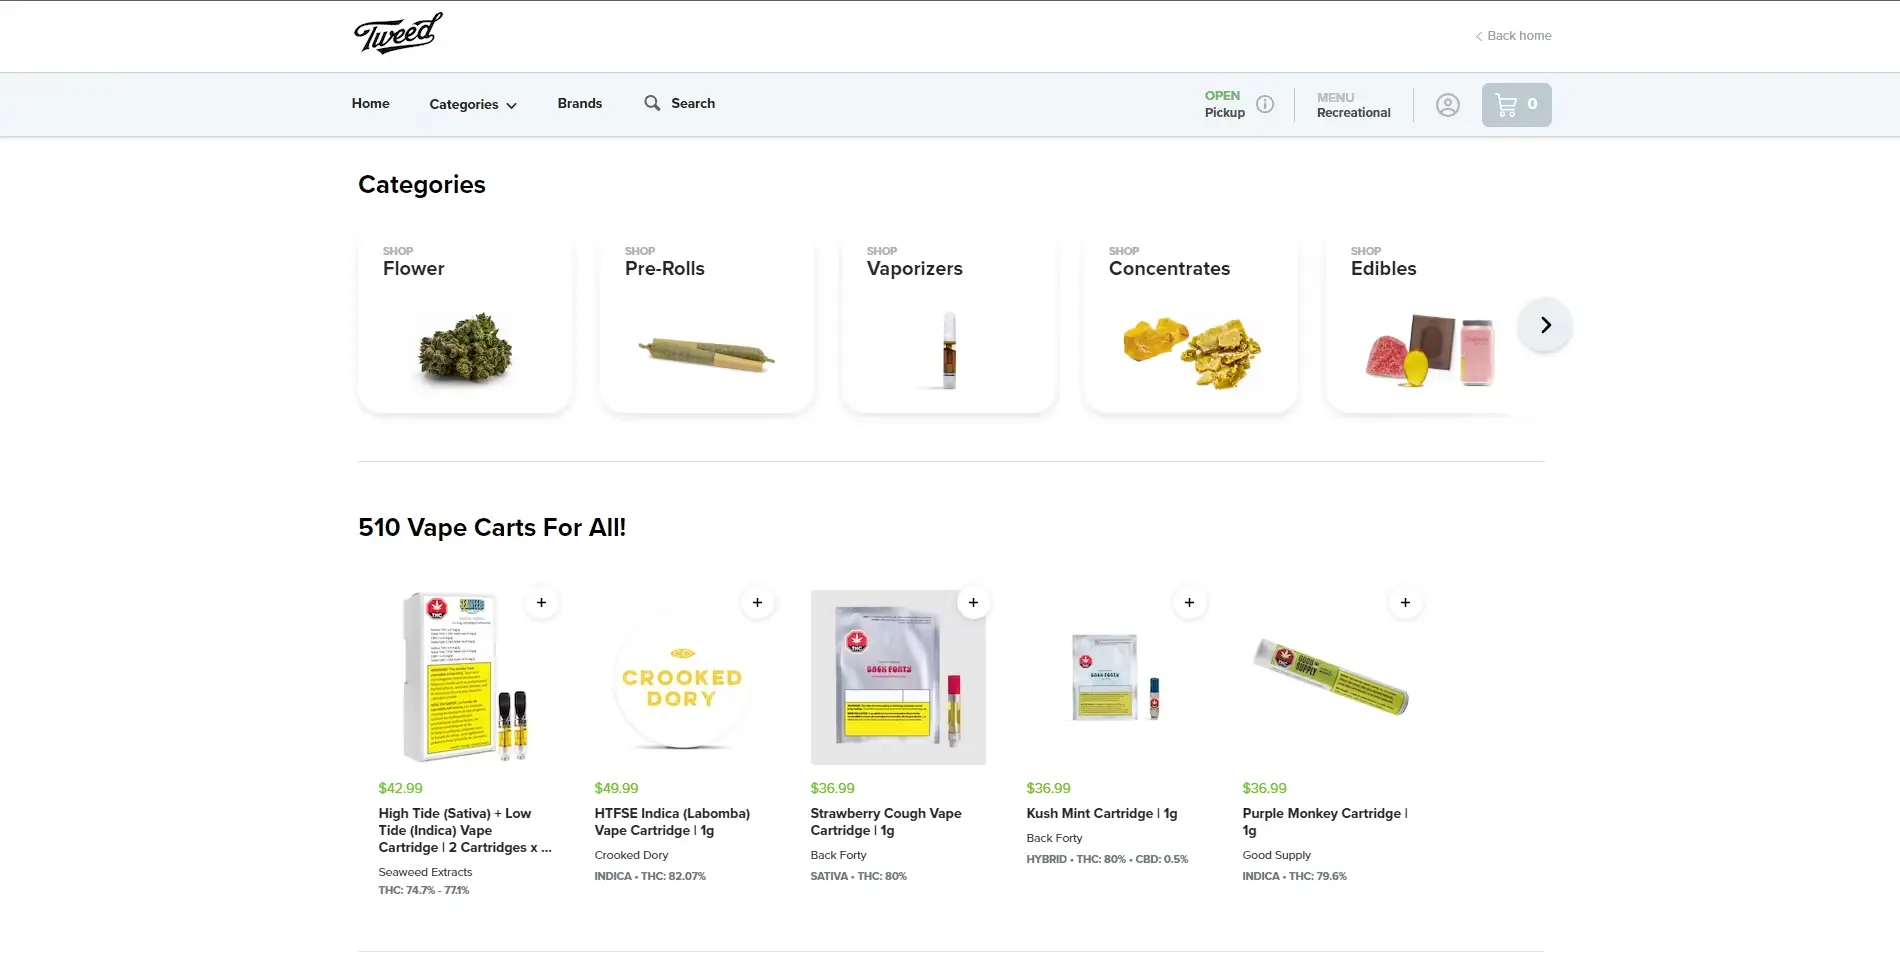 Tweed
Back home
Home
Categories
Brands
Search
OPEN
Pickup
MENU
Recreational
0
Categories
SHOP
Flower
SHOP
Pre-Rolls
SHOP
Vaporizers
SHOP
Concentrates
SHOP
Edibles
510 Vape Carts For All!
THC
SEAWEED
$42.99
High Tide (Sativa) + Low
Tide (Indica) Vape
Cartridge | 2 Cartridges x ...
Seaweed Extracts
THC: 74.7% - 77.1%
CROOKED
DORY
$49.99
HTFSE Indica (Labomba)
Vape Cartridge | 1g
Crooked Dory
INDICA • THC: 82.07%
THC
BACK FORTY
$36.99
Strawberry Cough Vape
Cartridge | 1g
Back Forty
SATIVA • THC: 80%
BACK FORTY
$36.99
Kush Mint Cartridge | 1g
Back Forty
HYBRID • THC: 80% • CBD: 0.5%
GOOD
SUPPLY
$36.99
Purple Monkey Cartridge |
1g
Good Supply
INDICA • THC: 79.6%